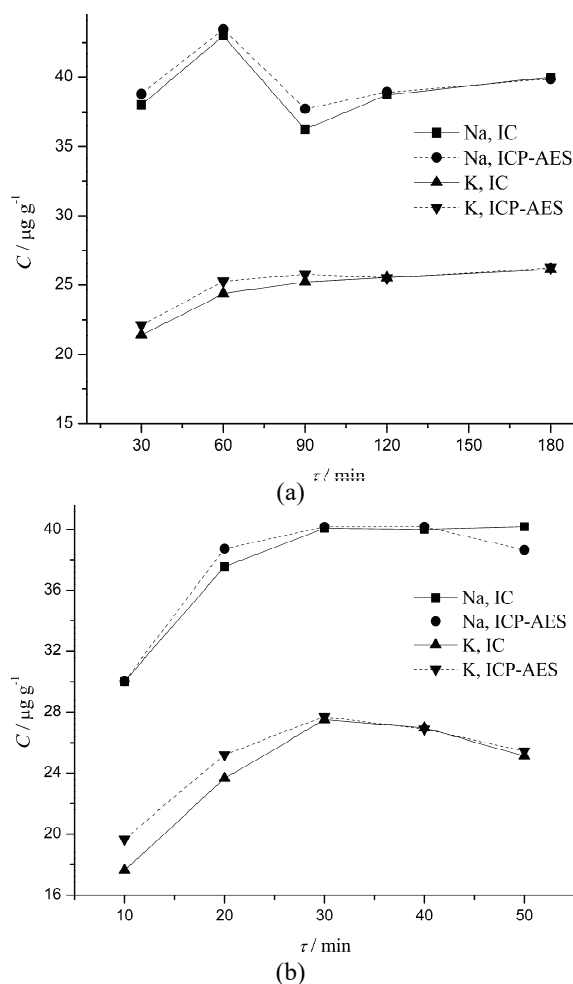 40
35
30
25
20
15
C / μg g⁻¹
Na, IC
Na, ICP-AES
K, IC
K, ICP-AES
30 60 90 120 150 180
τ / min
(a)
40
36
32
28
24
20
16
C / μg g⁻¹
Na, IC
Na, ICP-AES
K, IC
K, ICP-AES
10 20 30 40 50
τ / min
(b)